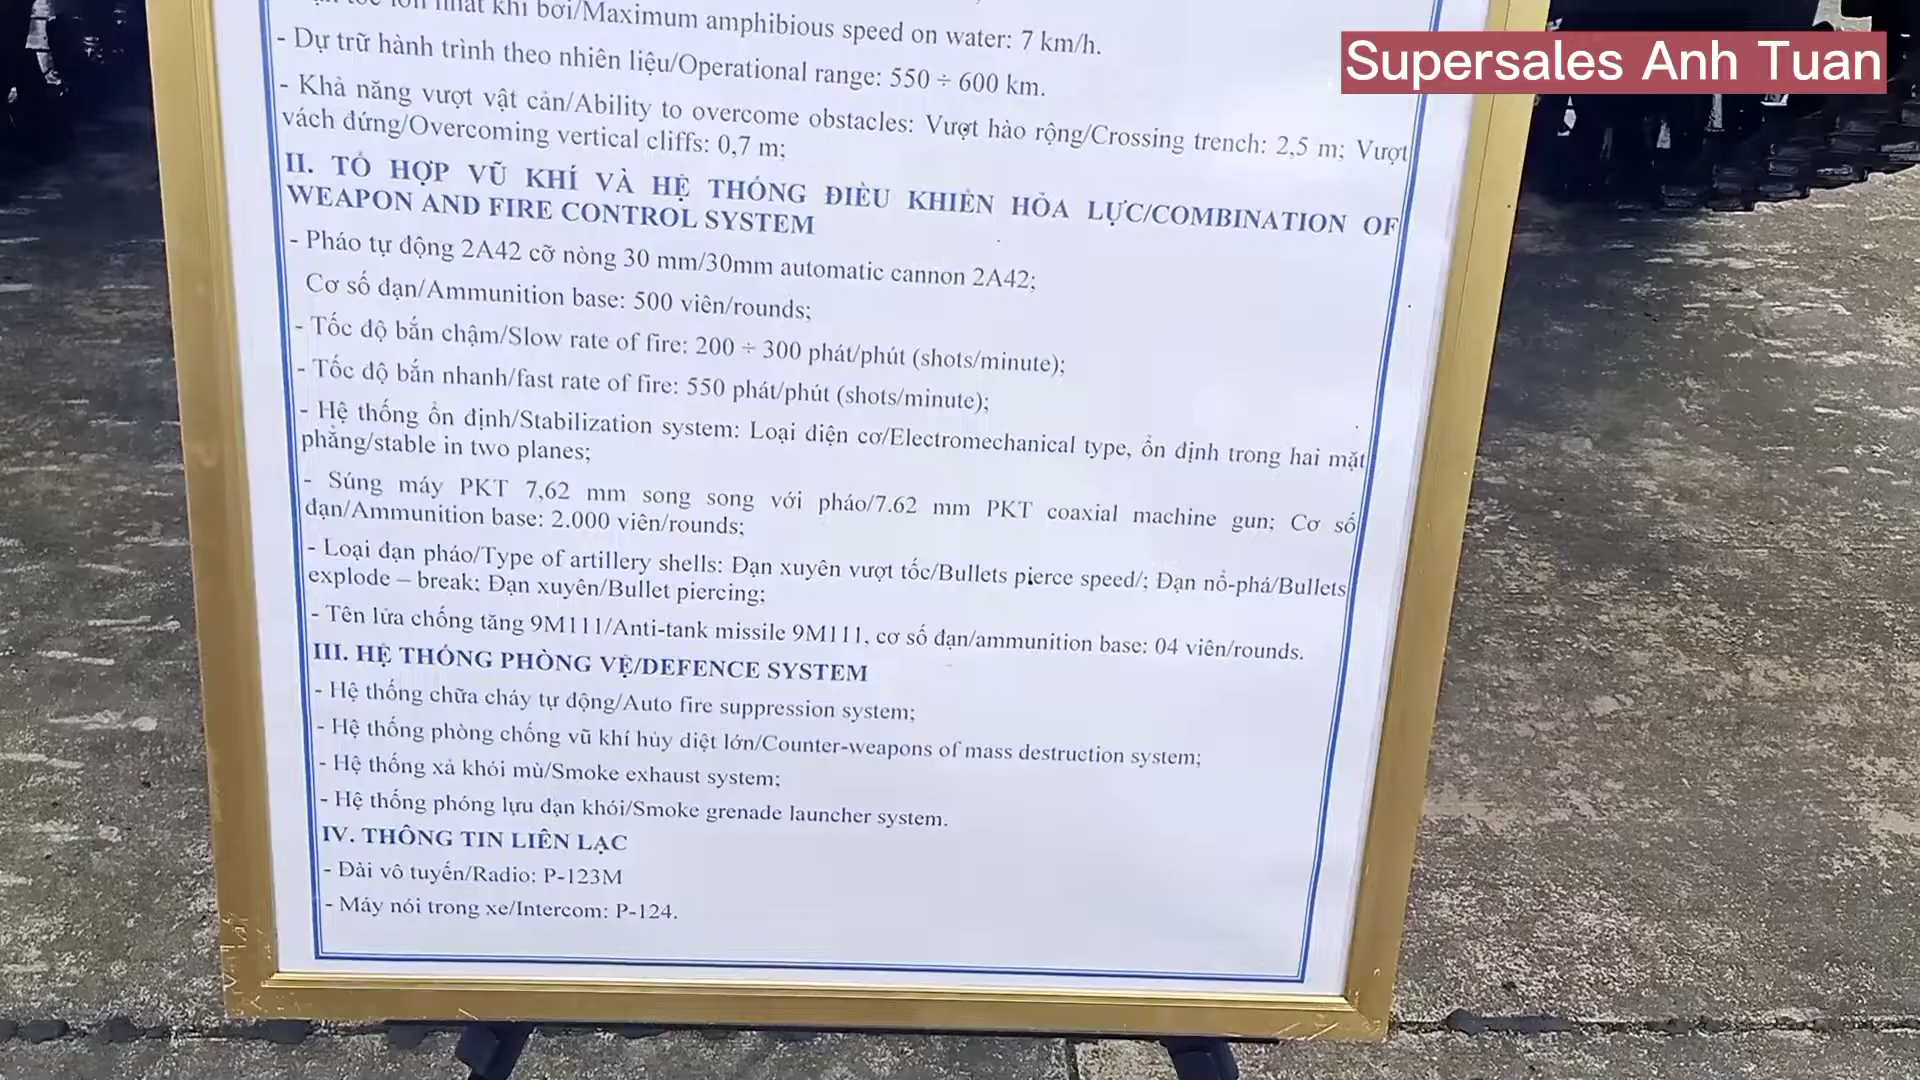 Supersales Anh Tuan
tốc lớn nhất khi bơi/Maximum amphibious speed on water: 7 km/h.
- Dự trữ hành trình theo nhiên liệu/Operational range: 550 ÷ 600 km.
- Khả năng vượt vật cản/Ability to overcome obstacles: Vượt hào rộng/Crossing trench: 2,5 m; Vượt
vách đứng/Overcoming vertical cliffs: 0,7 m;
II. TỔ HỢP VŨ KHÍ VÀ HỆ THỐNG ĐIỀU KHIỂN HỎA LỰC/COMBINATION OF
WEAPON AND FIRE CONTROL SYSTEM
- Pháo tự động 2A42 cỡ nòng 30 mm/30mm automatic cannon 2A42;
Cơ số đạn/Ammunition base: 500 viên/rounds;
- Tốc độ bắn chậm/Slow rate of fire: 200 ÷ 300 phát/phút (shots/minute);
- Tốc độ bắn nhanh/fast rate of fire: 550 phát/phút (shots/minute);
- Hệ thống ổn định/Stabilization system: Loại điện cơ/Electromechanical type, ổn định trong hai mặt
phẳng/stable in two planes;
- Súng máy PKT 7,62 mm song song với pháo/7.62 mm PKT coaxial machine gun; Cơ số
đạn/Ammunition base: 2.000 viên/rounds;
- Loại đạn pháo/Type of artillery shells: Đạn xuyên vượt tốc/Bullets pierce speed/; Đạn nổ-phá/Bullets
explode – break; Đạn xuyên/Bullet piercing;
- Tên lửa chống tăng 9M111/Anti-tank missile 9M111, cơ số đạn/ammunition base: 04 viên/rounds.
III. HỆ THỐNG PHÒNG VỆ/DEFENCE SYSTEM
- Hệ thống chữa cháy tự động/Auto fire suppression system;
- Hệ thống phòng chống vũ khí hủy diệt lớn/Counter-weapons of mass destruction system;
- Hệ thống xả khói mù/Smoke exhaust system;
- Hệ thống phóng lựu đạn khói/Smoke grenade launcher system.
IV. THÔNG TIN LIÊN LẠC
- Đài vô tuyến/Radio: P-123M
- Máy nói trong xe/Intercom: P-124.